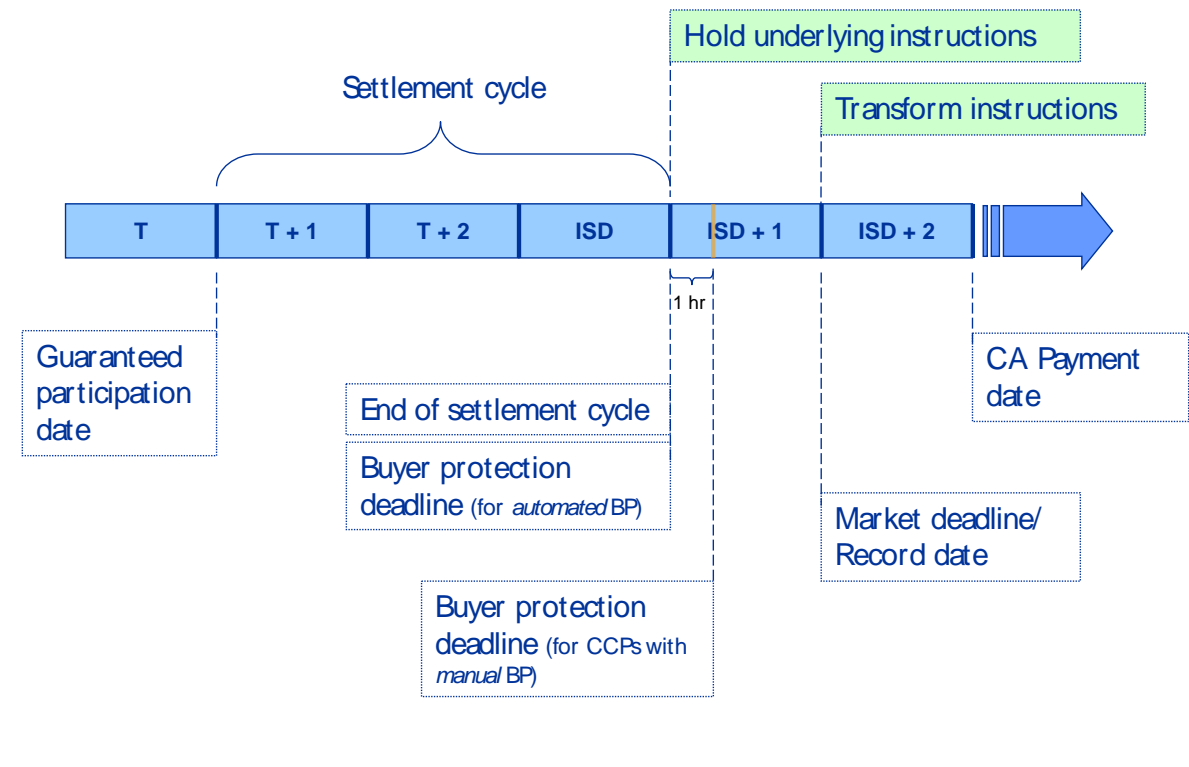 Hold underlying instructions
Settlement cycle
Transform instructions
T
T + 1
T + 2
ISD
ISD + 1
ISD + 2
1 hr
Guaranteed
participation
date
CA Payment
date
End of settlement cycle
Buyer protection
deadline (for automated BP)
Market deadline/
Record date
Buyer protection
deadline (for CCPs with
manual BP)